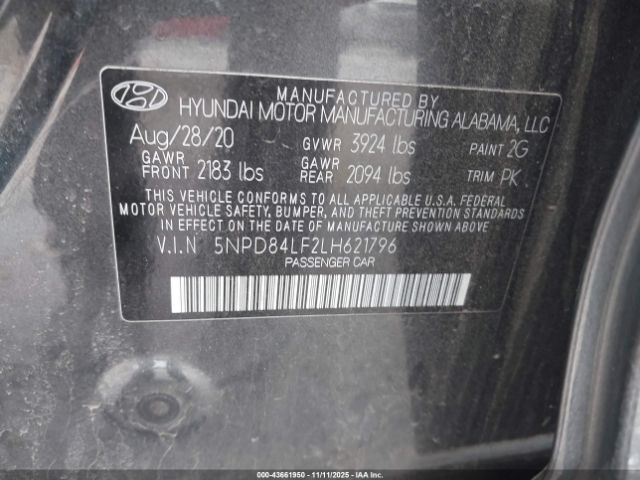 MANUFACTURED BY
HYUNDAI MOTOR MANUFACTURING ALABAMA, LLC
Aug/28/20 GVWR 3924 lbs PAINT 2G
GAWR FRONT 2183 lbs GAWR REAR 2094 lbs TRIM PK
THIS VEHICLE CONFORMS TO ALL APPLICABLE U.S.A. FEDERAL
MOTOR VEHICLE SAFETY, BUMPER, AND THEFT PREVENTION STANDARDS
IN EFFECT ON THE DATE OF MANUFACTURE SHOWN ABOVE.
V.I.N 5NPD84LF2LH621796
PASSENGER CAR
000-43661950 - 11/11/2025 - IAAI.COM